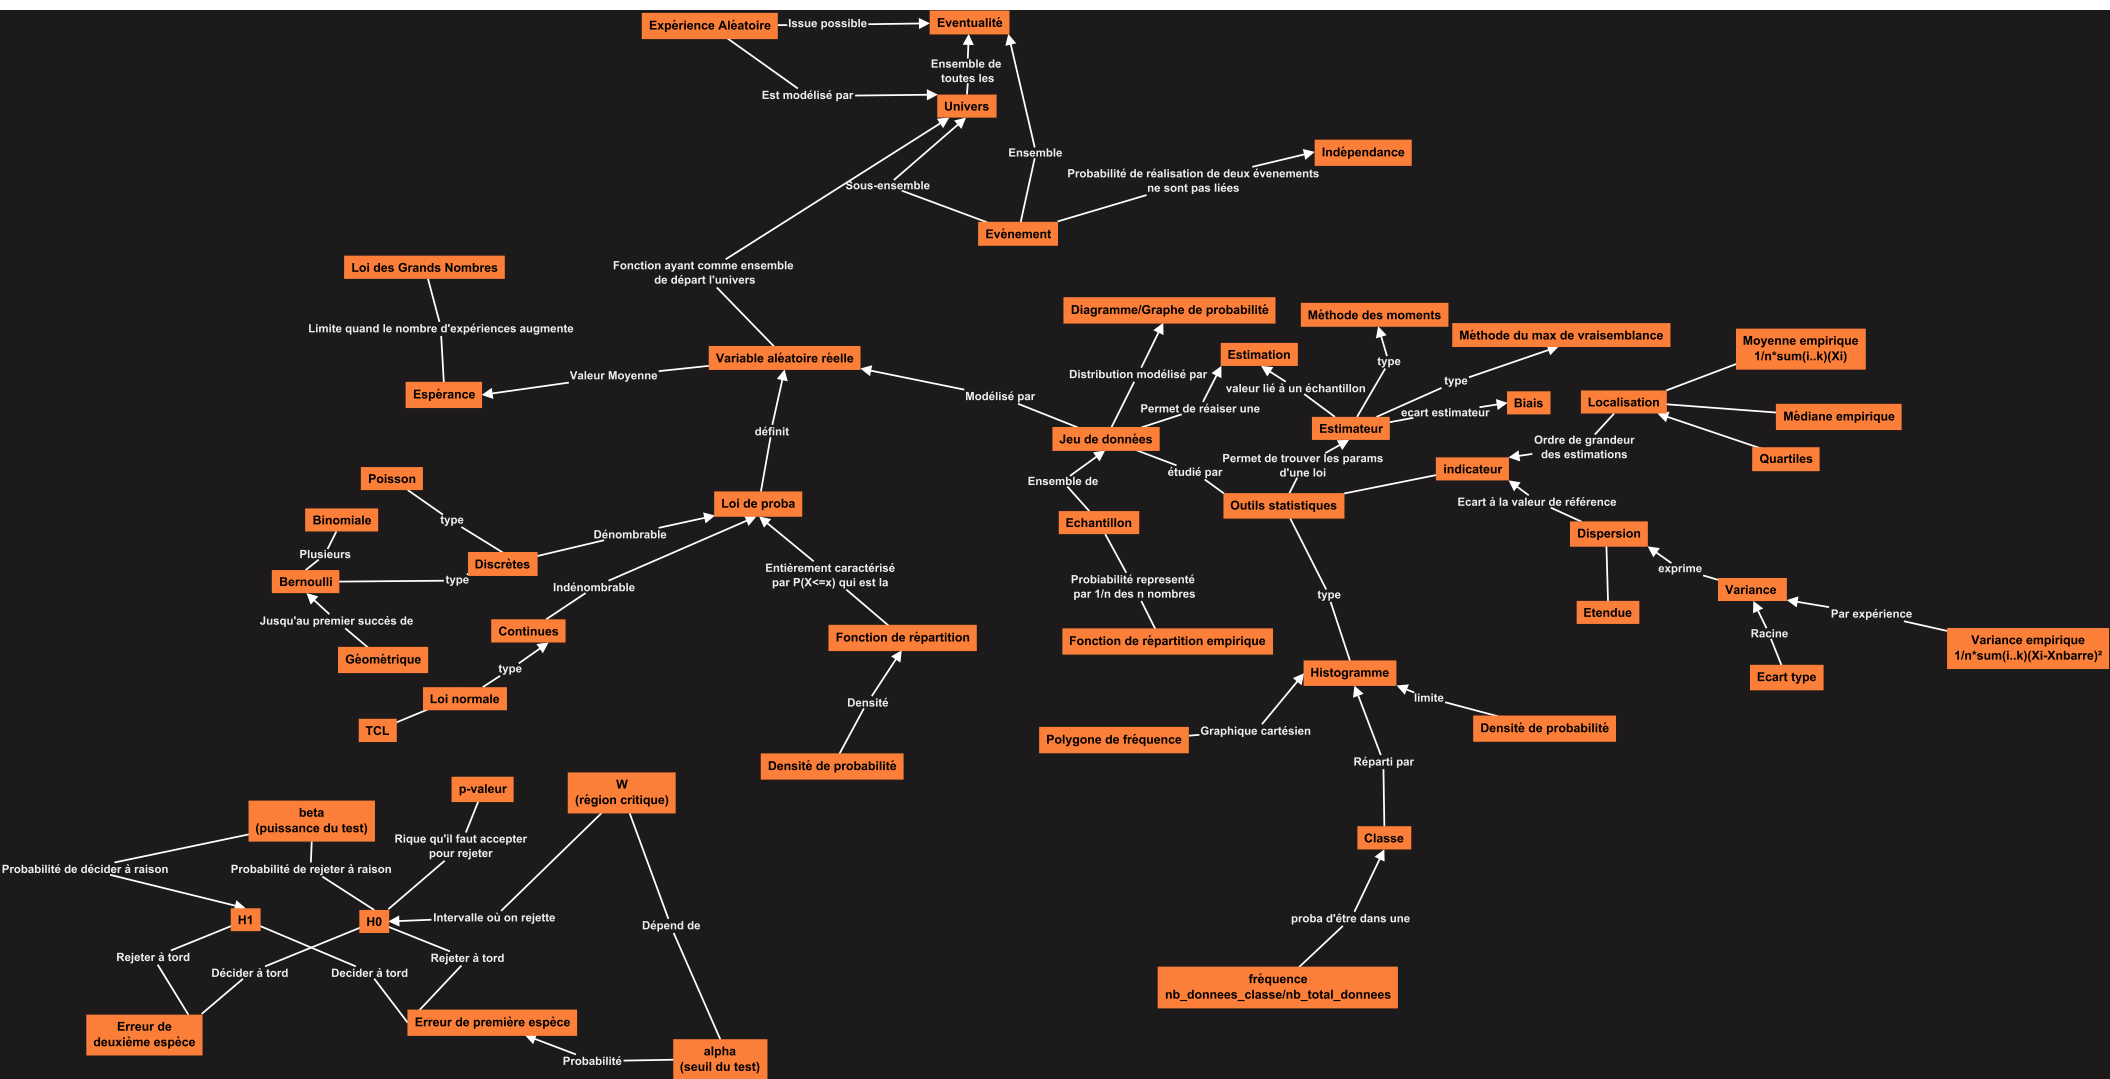 Expérience Aléatoire
Issue possible
Eventualité
Ensemble de
toutes les
Est modélisé par
Univers
Ensemble
Indépendance
Probabilité de réalisation de deux évenements
ne sont pas liées
Sous-ensemble
Evénement
Loi des Grands Nombres
Fonction ayant comme ensemble
de départ l'univers
Limite quand le nombre d'expériences augmente
Variable aléatoire réelle
Valeur Moyenne
Espérance
Diagramme/Graphe de probabilité
Méthode des moments
Méthode du max de vraisemblance
Moyenne empirique
1/n*sum(i..k)(Xi)
Estimation
type
Distribution modélisé par
valeur lié à un échantillon
type
Modélisé par
Permet de réaiser une
ecart estimateur
Biais
Localisation
Médiane empirique
Estimateur
Jeu de données
Ordre de grandeur
des estimations
Quartiles
définit
étudié par
Permet de trouver les params
d'une loi
indicateur
Ensemble de
Outils statistiques
Ecart à la valeur de référence
Poisson
Loi de proba
Binomiale
type
Echantillon
Dénombrable
Dispersion
Plusieurs
Discrètes
Entièrement caractérisé
par P(X<=x) qui est la
exprime
Bernoulli
type
Indénombrable
Probiabilité representé
par 1/n des n nombres
type
Variance
Etendue
Par expérience
Jusqu'au premier succès de
Continues
Fonction de répartition
Fonction de répartition empirique
Racine
Variance empirique
1/n*sum(i..k)(Xi-Xnbarre)²
Géométrique
type
Histogramme
Ecart type
Loi normale
Densité
limite
TCL
Polygone de fréquence
Graphique cartésien
Densité de probabilité
Densité de probabilité
Réparti par
p-valeur
W
(région critique)
beta
(puissance du test)
Rique qu'il faut accepter
pour rejeter
Classe
Probabilité de décider à raison
Probabilité de rejeter à raison
H1
H0
Intervalle où on rejette
Dépend de
proba d'être dans une
Rejeter à tord
Décider à tord
Decider à tord
Rejeter à tord
fréquence
nb_donnees_classe/nb_total_donnees
Erreur de
deuxième espèce
Erreur de première espèce
Probabilité
alpha
(seuil du test)